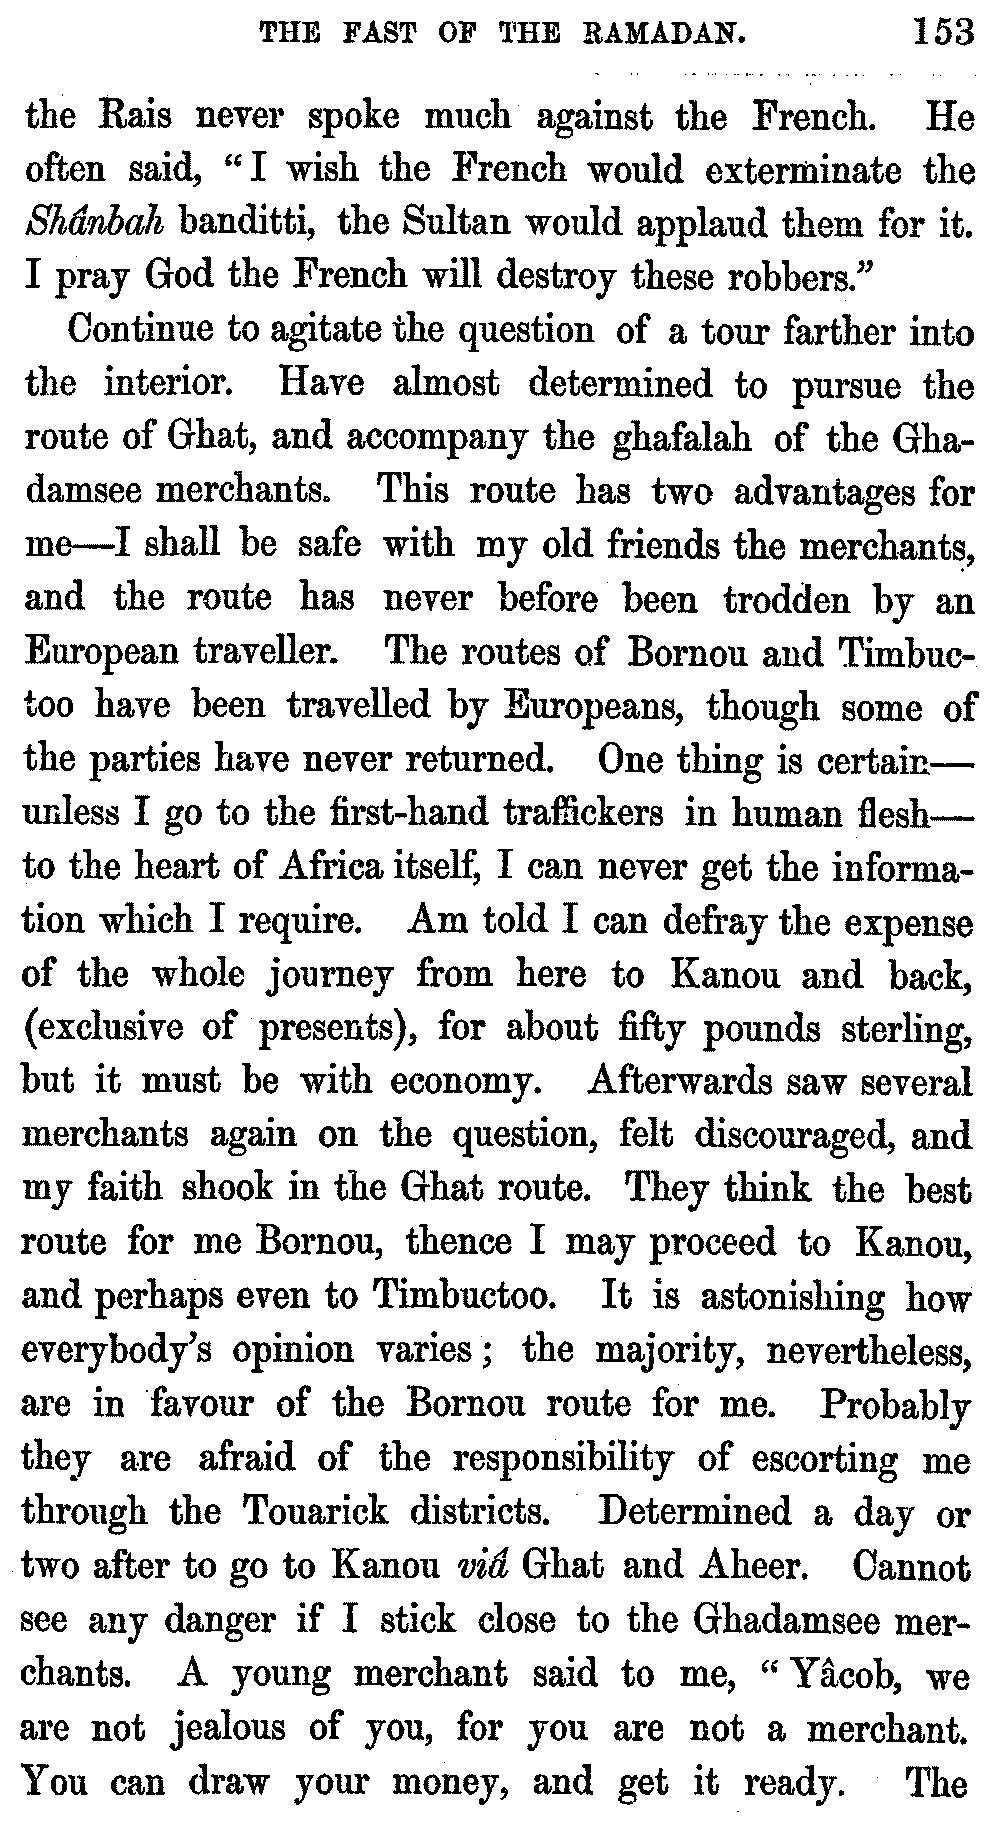 THE FAST OF THE RAMADAN. 153
the Rais never spoke much against the French. He
often said, “I wish the French would exterminate the
Shânbah banditti, the Sultan would applaud them for it.
I pray God the French will destroy these robbers.”
Continue to agitate the question of a tour farther into
the interior. Have almost determined to pursue the
route of Ghat, and accompany the ghafalah of the Gha-
damsee merchants. This route has two advantages for
me—I shall be safe with my old friends the merchants,
and the route has never before been trodden by an
European traveller. The routes of Bornou and Timbuc-
too have been travelled by Europeans, though some of
the parties have never returned. One thing is certain—
unless I go to the first-hand traffickers in human flesh—
to the heart of Africa itself, I can never get the informa-
tion which I require. Am told I can defray the expense
of the whole journey from here to Kanou and back,
(exclusive of presents), for about fifty pounds sterling,
but it must be with economy. Afterwards saw several
merchants again on the question, felt discouraged, and
my faith shook in the Ghat route. They think the best
route for me Bornou, thence I may proceed to Kanou,
and perhaps even to Timbuctoo. It is astonishing how
everybody’s opinion varies; the majority, nevertheless,
are in favour of the Bornou route for me. Probably
they are afraid of the responsibility of escorting me
through the Touarick districts. Determined a day or
two after to go to Kanou viâ Ghat and Aheer. Cannot
see any danger if I stick close to the Ghadamsee mer-
chants. A young merchant said to me, “Yâcob, we
are not jealous of you, for you are not a merchant.
You can draw your money, and get it ready. The